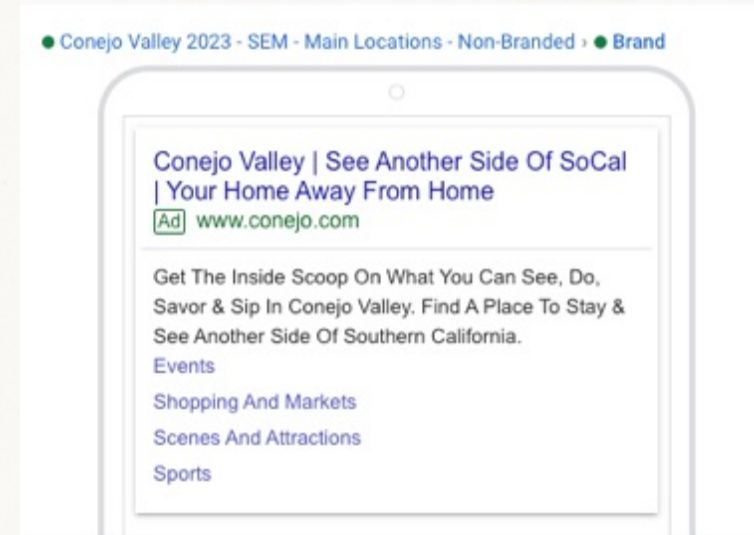 Conejo Valley 2023 - SEM - Main Locations - Non-Branded › Brand
Conejo Valley | See Another Side Of SoCal
| Your Home Away From Home
Ad www.conejo.com
Get The Inside Scoop On What You Can See, Do,
Savor & Sip In Conejo Valley. Find A Place To Stay &
See Another Side Of Southern California.
Events
Shopping And Markets
Scenes And Attractions
Sports